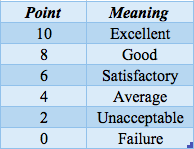 Point Meaning
10 Excellent
8 Good
6 Satisfactory
4 Average
2 Unacceptable
0 Failure